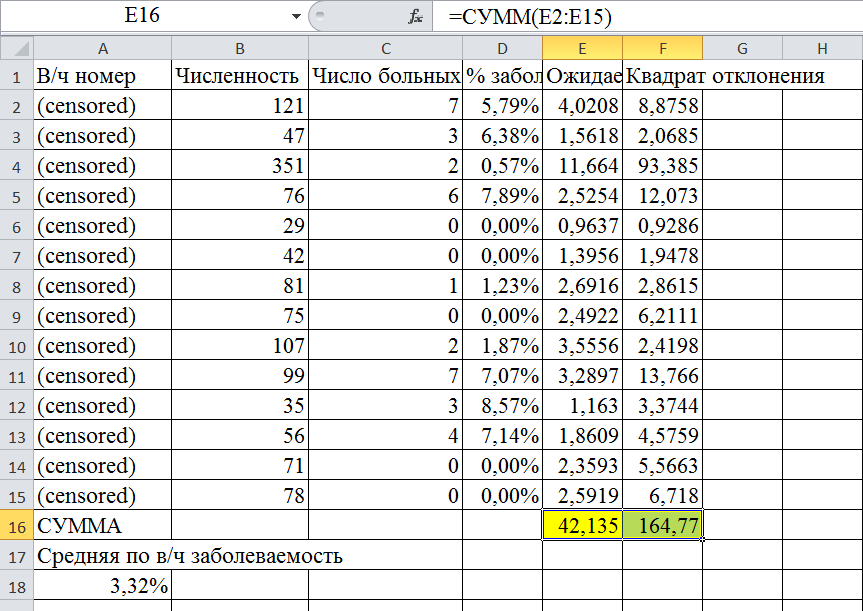 E16 fx =СУММ(E2:E15)
A B C D E F G H
1 В/ч номер Численность Число больных % забол Ожидае Квадрат отклонения
2 (censored) 121 7 5,79% 4,0208 8,8758
3 (censored) 47 3 6,38% 1,5618 2,0685
4 (censored) 351 2 0,57% 11,664 93,385
5 (censored) 76 6 7,89% 2,5254 12,073
6 (censored) 29 0 0,00% 0,9637 0,9286
7 (censored) 42 0 0,00% 1,3956 1,9478
8 (censored) 81 1 1,23% 2,6916 2,8615
9 (censored) 75 0 0,00% 2,4922 6,2111
10 (censored) 107 2 1,87% 3,5556 2,4198
11 (censored) 99 7 7,07% 3,2897 13,766
12 (censored) 35 3 8,57% 1,163 3,3744
13 (censored) 56 4 7,14% 1,8609 4,5759
14 (censored) 71 0 0,00% 2,3593 5,5663
15 (censored) 78 0 0,00% 2,5919 6,718
16 СУММА 42,135 164,77
17 Средняя по в/ч заболеваемость
18 3,32%